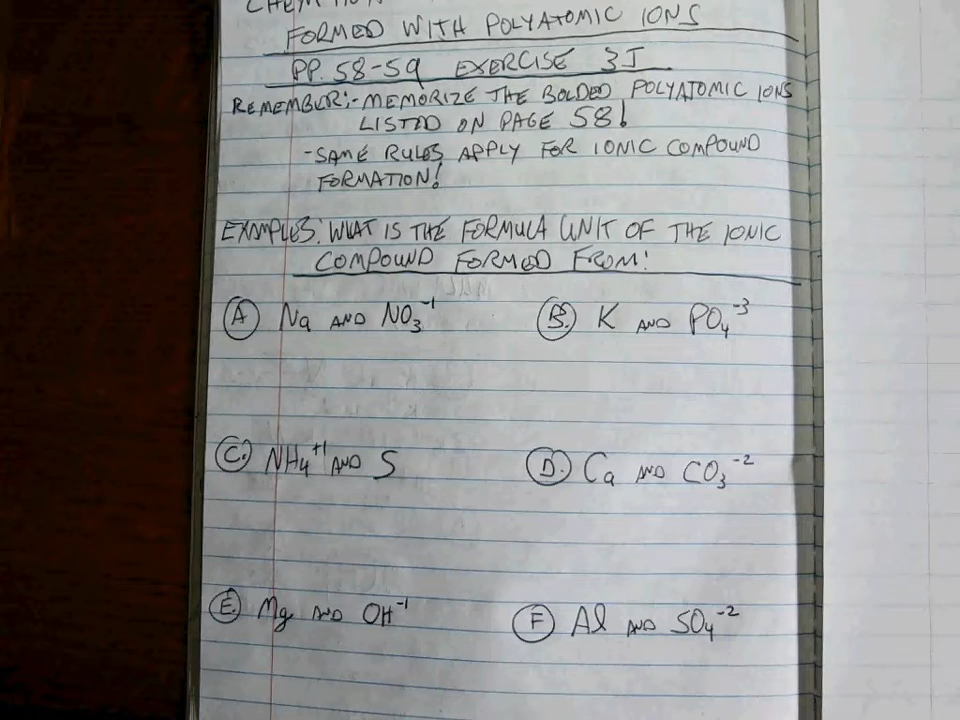 FORMED WITH POLYATOMIC IONS
PP. 58-59 EXERCISE 3J
REMEMBER:-MEMORIZE THE BOLDED POLYATOMIC IONS
LISTED ON PAGE 58!
-SAME RULES APPLY FOR IONIC COMPOUND
FORMATION!
EXAMPLES: WHAT IS THE FORMULA UNIT OF THE IONIC
COMPOUND FORMED FROM:
A Na AND NO₃⁻¹ B. K AND PO₄⁻³
C. NH₄⁺¹ AND S D. Ca AND CO₃⁻²
E. Mg AND OH⁻¹ F Al AND SO₄⁻²